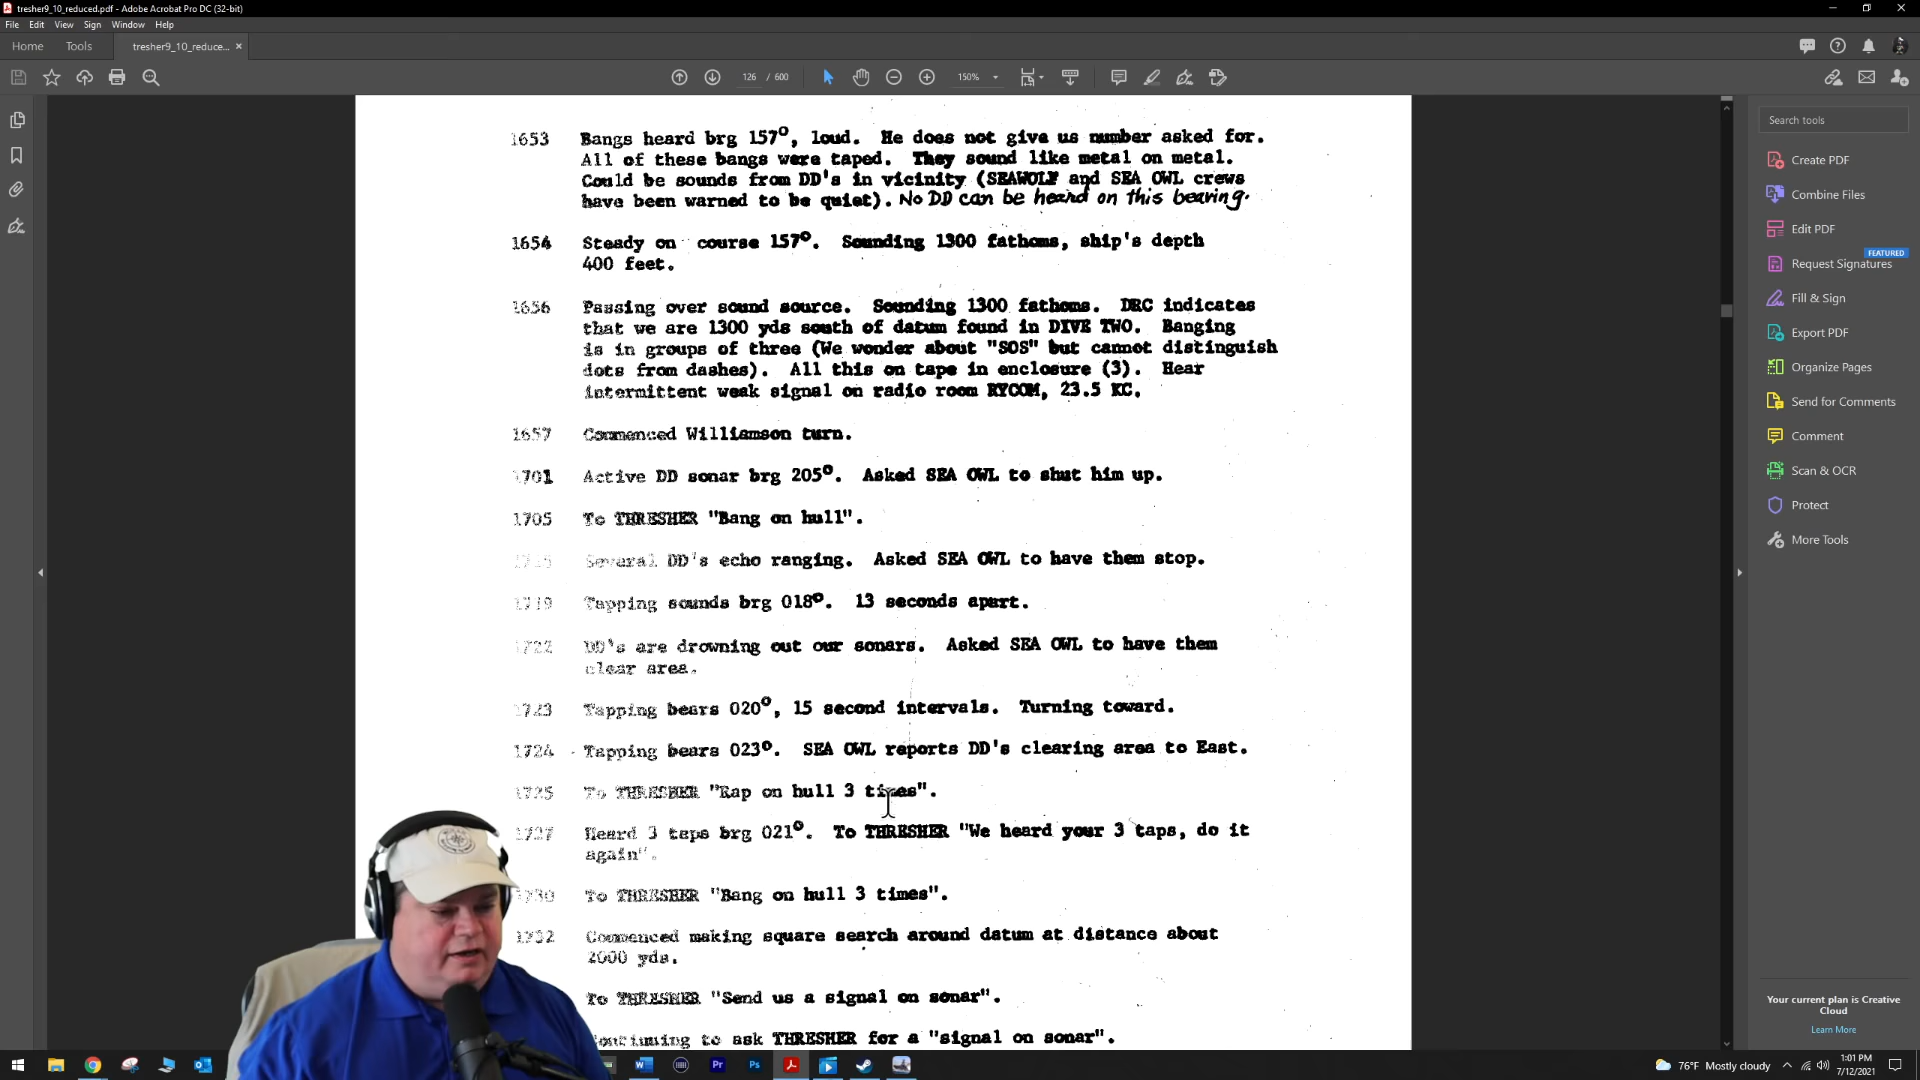 tresher9_10_reduced.pdf - Adobe Acrobat Pro DC (32-bit)
File Edit View Sign Window Help
Home Tools tresher9_10_reduce... ×
126 / 600 150%
Search tools
Create PDF
Combine Files
Edit PDF
FEATURED
Request Signatures
Fill & Sign
Export PDF
Organize Pages
Send for Comments
Comment
Scan & OCR
Protect
More Tools
Your current plan is Creative
Cloud
Learn More
1653 Bangs heard brg 157°, loud. He does not give us number asked for.
All of these bangs were taped. They sound like metal on metal.
Could be sounds from DD's in vicinity (SEAWOLF and SEA OWL crews
have been warned to be quiet). No DD can be heard on this bearing.
1654 Steady on course 157°. Sounding 1300 fathoms, ship's depth
400 feet.
1656 Passing over sound source. Sounding 1300 fathoms. DRC indicates
that we are 1300 yds south of datum found in DIVE TWO. Banging
is in groups of three (We wonder about "SOS" but cannot distinguish
dots from dashes). All this on tape in enclosure (3). Hear
intermittent weak signal on radio room RYCOM, 23.5 KC.
1657 Commenced Williamson turn.
1701 Active DD sonar brg 205°. Asked SEA OWL to shut him up.
1705 To THRESHER "Bang on hull".
Several DD's echo ranging. Asked SEA OWL to have them stop.
1719 Tapping sounds brg 018°. 13 seconds apart.
1722 DD's are drowning out our sonars. Asked SEA OWL to have them
clear area.
1723 Tapping bears 020°, 15 second intervals. Turning toward.
1724 Tapping bears 023°. SEA OWL reports DD's clearing area to East.
1725 To THRESHER "Rap on hull 3 times".
1727 Heard 3 taps brg 021°. To THRESHER "We heard your 3 taps, do it
again".
1730 To THRESHER "Bang on hull 3 times".
1732 Commenced making square search around datum at distance about
2000 yds.
To THRESHER "Send us a signal on sonar".
Continuing to ask THRESHER for a "signal on sonar".
76°F Mostly cloudy
1:01 PM
7/12/2021